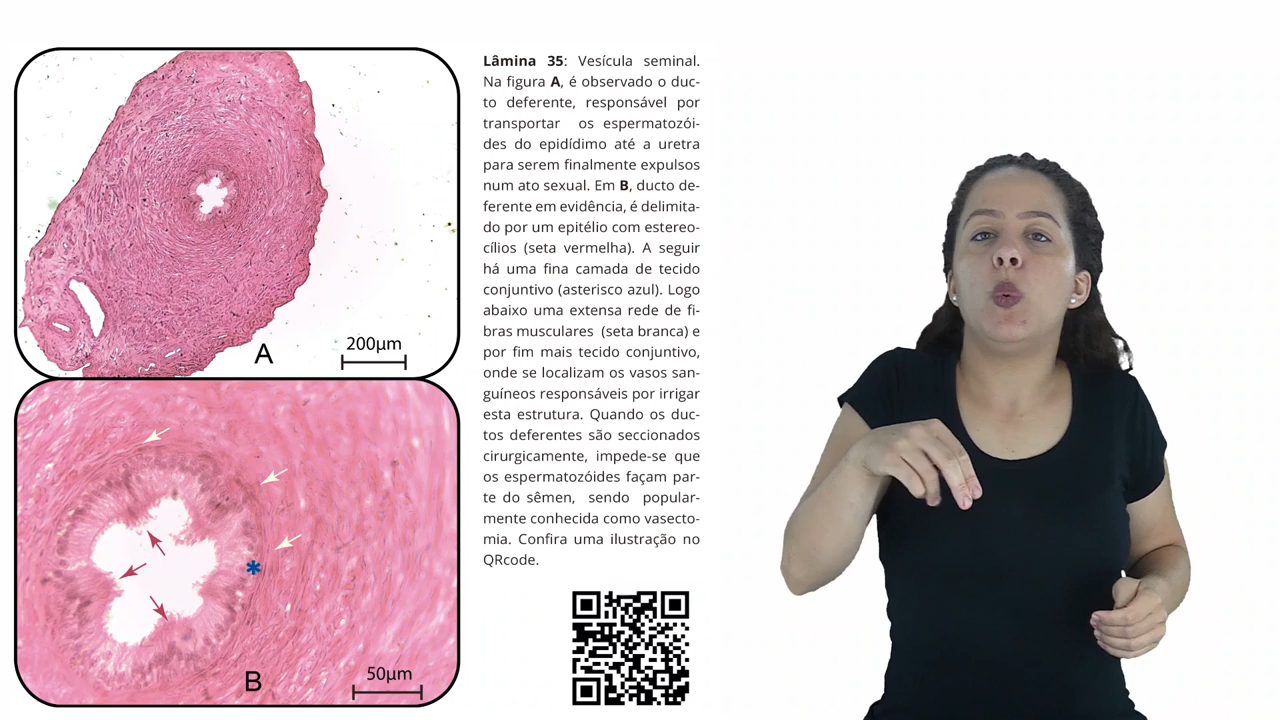 200μm
A
50μm
B
*
Lâmina 35: Vesícula seminal.
Na figura A, é observado o duc-
to deferente, responsável por
transportar os espermatozói-
des do epidídimo até a uretra
para serem finalmente expulsos
num ato sexual. Em B, ducto de-
ferente em evidência, é delimita-
do por um epitélio com estereo-
cílios (seta vermelha). A seguir
há uma fina camada de tecido
conjuntivo (asterisco azul). Logo
abaixo uma extensa rede de fi-
bras musculares (seta branca) e
por fim mais tecido conjuntivo,
onde se localizam os vasos san-
guíneos responsáveis por irrigar
esta estrutura. Quando os duc-
tos deferentes são seccionados
cirurgicamente, impede-se que
os espermatozóides façam par-
te do sêmen, sendo popular-
mente conhecida como vasecto-
mia. Confira uma ilustração no
QRcode.